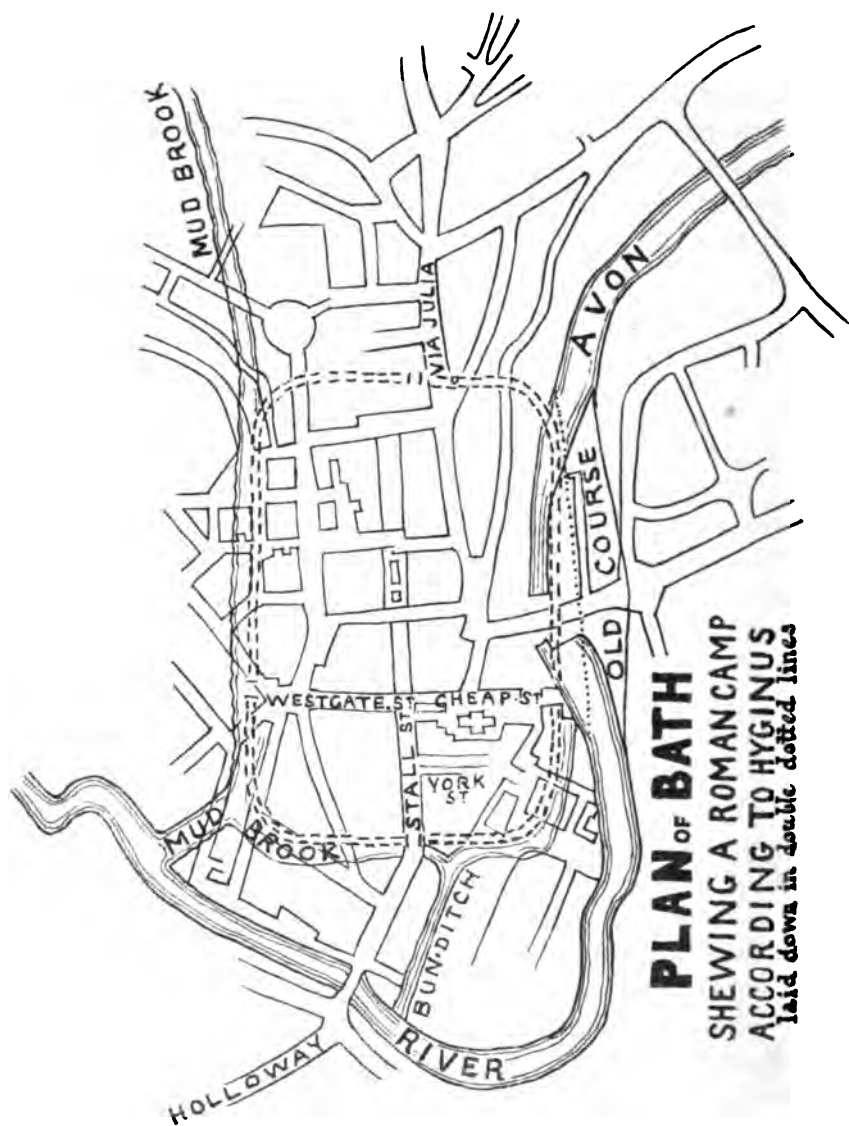 MUD BROOK
VIA JULIA
AVON
OLD COURSE
WESTGATE. ST
CHEAP. ST
STALL ST
YORK
ST
MUD BROOK
BUN-DITCH
RIVER
HOLLOWAY
PLAN OF BATH
SHEWING A ROMAN CAMP
ACCORDING TO HYGINUS
laid down in double dotted lines